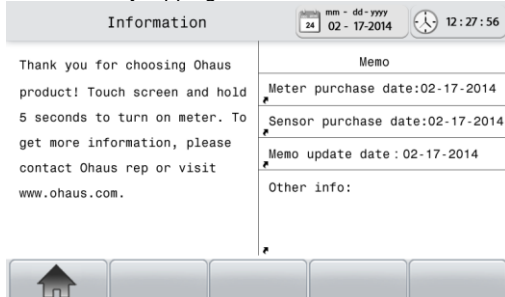 Information
mm - dd - yyyy
24
02 - 17-2014
12 : 27 : 56
Thank you for choosing Ohaus
product! Touch screen and hold
5 seconds to turn on meter. To
get more information, please
contact Ohaus rep or visit
www.ohaus.com.
Memo
Meter purchase date:02-17-2014
Sensor purchase date:02-17-2014
Memo update date : 02-17-2014
Other info: